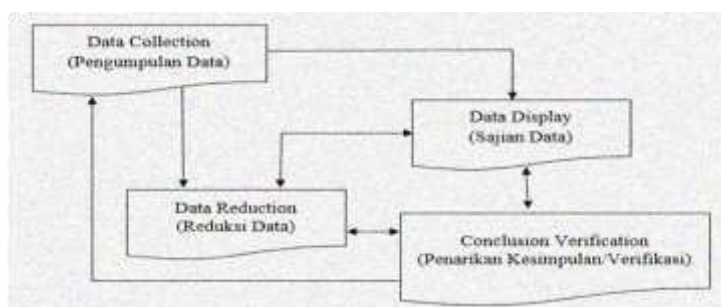 Data Collection
(Pengumpulan Data)
Data Display
(Sajian Data)
Data Reduction
(Reduksi Data)
Conclusion Verification
(Penarikan Kesimpulan/Verifikasi)